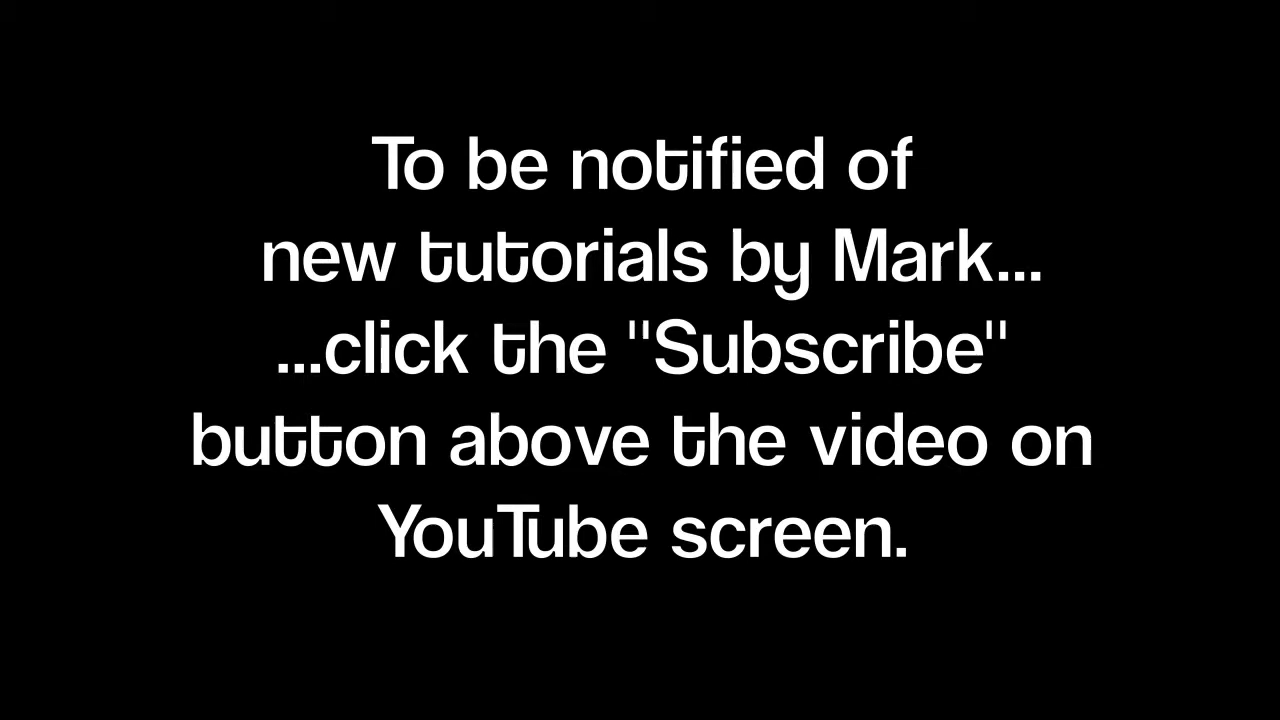 To be notified of
new tutorials by Mark...
...click the "Subscribe"
button above the video on
YouTube screen.